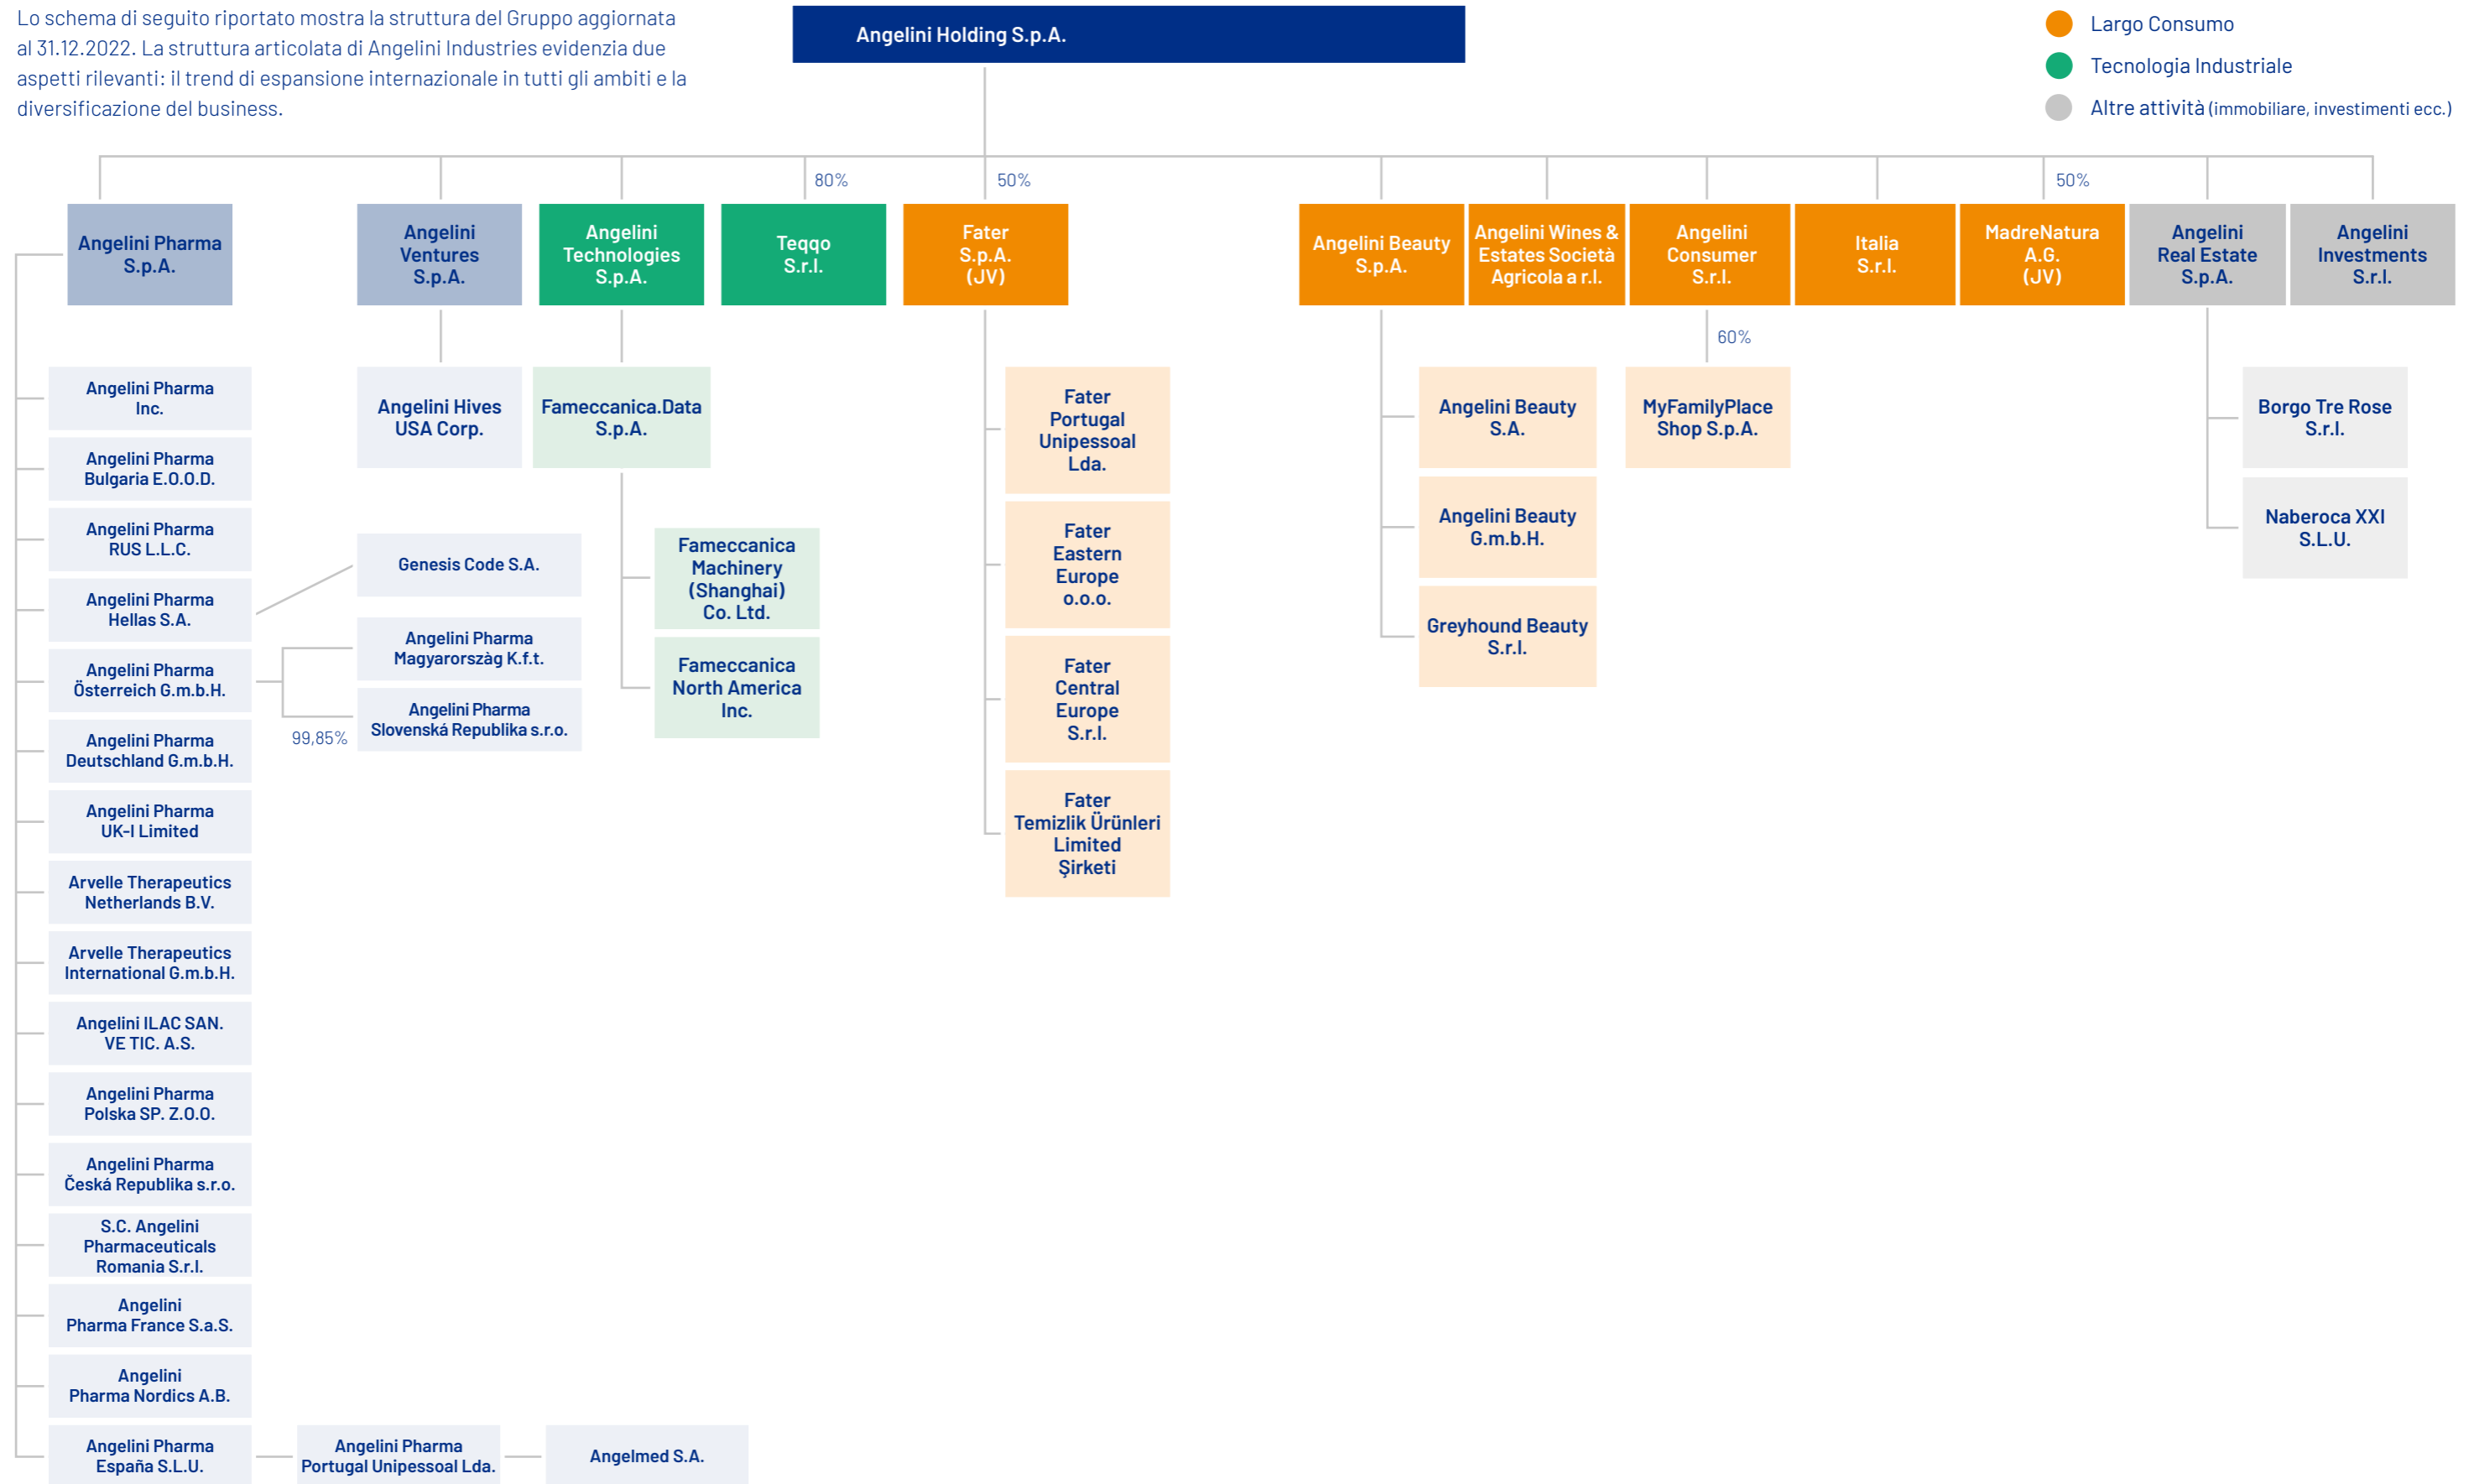 Lo schema di seguito riportato mostra la struttura del Gruppo aggiornata
al 31.12.2022. La struttura articolata di Angelini Industries evidenzia due
aspetti rilevanti: il trend di espansione internazionale in tutti gli ambiti e la
diversificazione del business.
Angelini Holding S.p.A.
Largo Consumo
Tecnologia Industriale
Altre attività (immobiliare, investimenti ecc.)
80%
50%
50%
Angelini Pharma
S.p.A.
Angelini
Ventures
S.p.A.
Angelini
Technologies
S.p.A.
Teqqo
S.r.l.
Fater
S.p.A.
(JV)
Angelini Beauty
S.p.A.
Angelini Wines &
Estates Società
Agricola a r.l.
Angelini
Consumer
S.r.l.
Italia
S.r.l.
MadreNatura
A.G.
(JV)
Angelini
Real Estate
S.p.A.
Angelini
Investments
S.r.l.
60%
Angelini Pharma
Inc.
Angelini Pharma
Bulgaria E.O.O.D.
Angelini Pharma
RUS L.L.C.
Angelini Pharma
Hellas S.A.
Angelini Pharma
Österreich G.m.b.H.
Angelini Pharma
Deutschland G.m.b.H.
Angelini Pharma
UK-I Limited
Arvelle Therapeutics
Netherlands B.V.
Arvelle Therapeutics
International G.m.b.H.
Angelini ILAC SAN.
VE TIC. A.S.
Angelini Pharma
Polska SP. Z.O.O.
Angelini Pharma
Česká Republika s.r.o.
S.C. Angelini
Pharmaceuticals
Romania S.r.l.
Angelini
Pharma France S.a.S.
Angelini
Pharma Nordics A.B.
Angelini Pharma
España S.L.U.
Angelini Pharma
Portugal Unipessoal Lda.
Angelmed S.A.
Angelini Hives
USA Corp.
Genesis Code S.A.
Angelini Pharma
Magyarorszàg K.f.t.
Angelini Pharma
Slovenská Republika s.r.o.
99,85%
Fameccanica.Data
S.p.A.
Fameccanica
Machinery
(Shanghai)
Co. Ltd.
Fameccanica
North America
Inc.
Fater
Portugal
Unipessoal
Lda.
Fater
Eastern
Europe
o.o.o.
Fater
Central
Europe
S.r.l.
Fater
Temizlik Ürünleri
Limited
Şirketi
Angelini Beauty
S.A.
Angelini Beauty
G.m.b.H.
Greyhound Beauty
S.r.l.
MyFamilyPlace
Shop S.p.A.
Borgo Tre Rose
S.r.l.
Naberoca XXI
S.L.U.